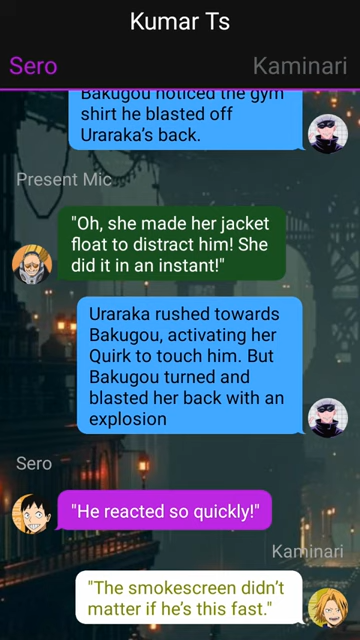 Kumar Ts
Sero
Kaminari
Bakugou noticed the gym
shirt he blasted off
Uraraka's back.
Present Mic
"Oh, she made her jacket
float to distract him! She
did it in an instant!"
Uraraka rushed towards
Bakugou, activating her
Quirk to touch him. But
Bakugou turned and
blasted her back with an
explosion
Sero
"He reacted so quickly!"
Kaminari
"The smokescreen didn't
matter if he's this fast."